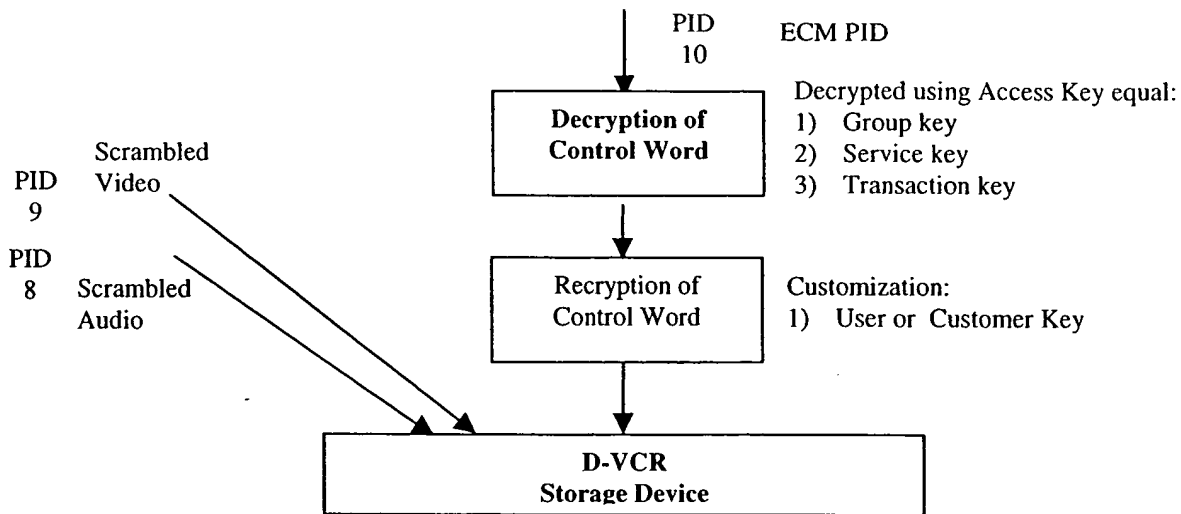 PID
10
ECM PID
Decryption of
Control Word
Decrypted using Access Key equal:
1) Group key
2) Service key
3) Transaction key
Scrambled
Video
PID
9
PID
8
Scrambled
Audio
Recryption of
Control Word
Customization:
1) User or Customer Key
D-VCR
Storage Device